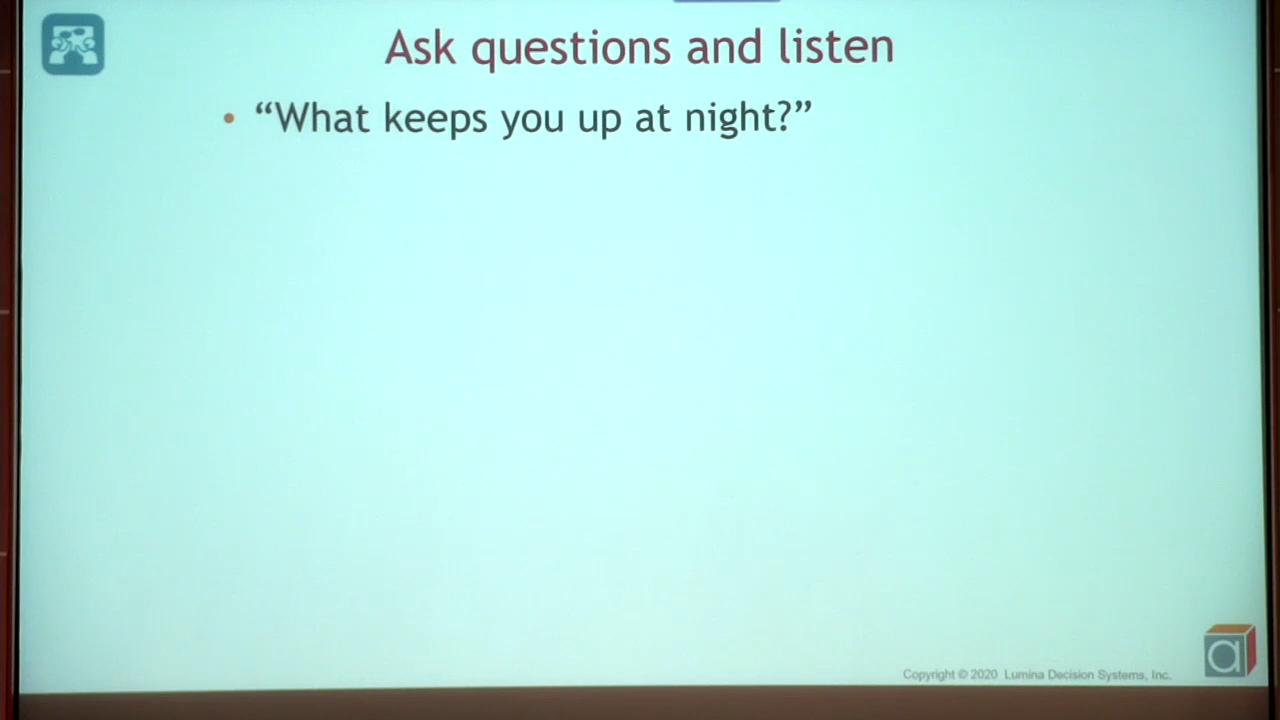 Ask questions and listen
• “What keeps you up at night?”
Copyright © 2020 Lumina Decision Systems, Inc.
a